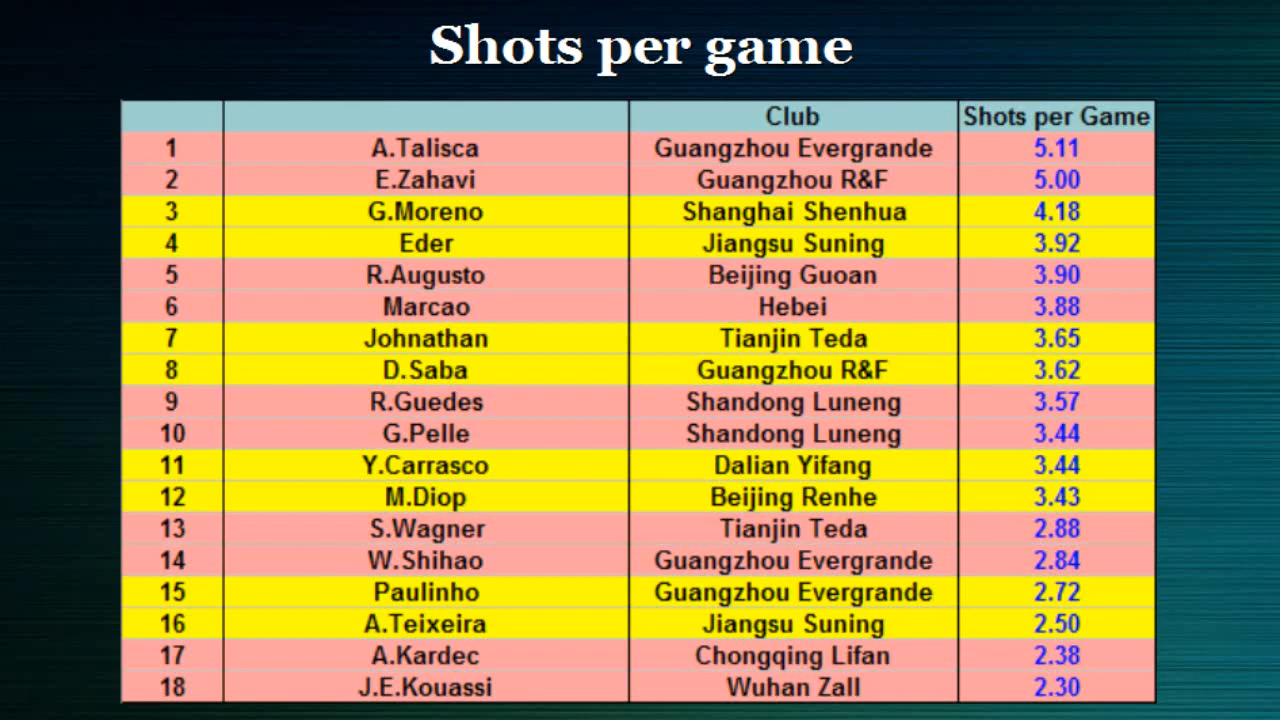 Shots per game
Club Shots per Game
1 A.Talisca Guangzhou Evergrande 5.11
2 E.Zahavi Guangzhou R&F 5.00
3 G.Moreno Shanghai Shenhua 4.18
4 Eder Jiangsu Suning 3.92
5 R.Augusto Beijing Guoan 3.90
6 Marcao Hebei 3.88
7 Johnathan Tianjin Teda 3.65
8 D.Saba Guangzhou R&F 3.62
9 R.Guedes Shandong Luneng 3.57
10 G.Pelle Shandong Luneng 3.44
11 Y.Carrasco Dalian Yifang 3.44
12 M.Diop Beijing Renhe 3.43
13 S.Wagner Tianjin Teda 2.88
14 W.Shihao Guangzhou Evergrande 2.84
15 Paulinho Guangzhou Evergrande 2.72
16 A.Teixeira Jiangsu Suning 2.50
17 A.Kardec Chongqing Lifan 2.38
18 J.E.Kouassi Wuhan Zall 2.30